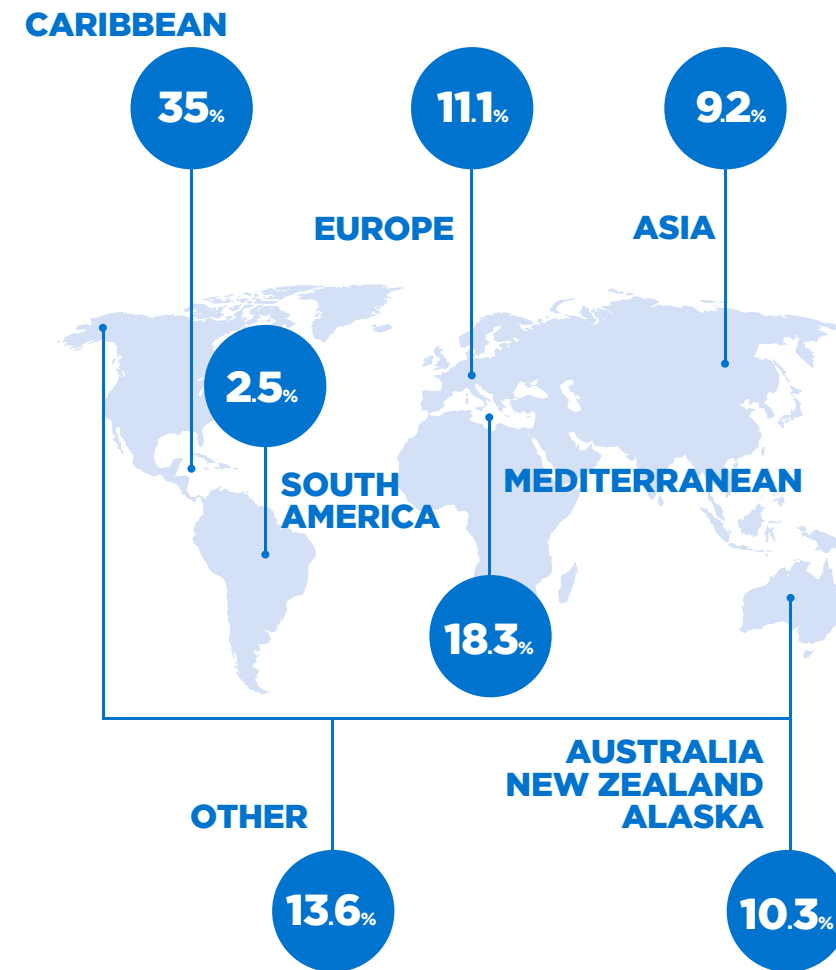 CARIBBEAN
35%
11.1%
9.2%
EUROPE
ASIA
2.5%
SOUTH
AMERICA
MEDITERRANEAN
18.3%
AUSTRALIA
NEW ZEALAND
ALASKA
OTHER
13.6%
10.3%